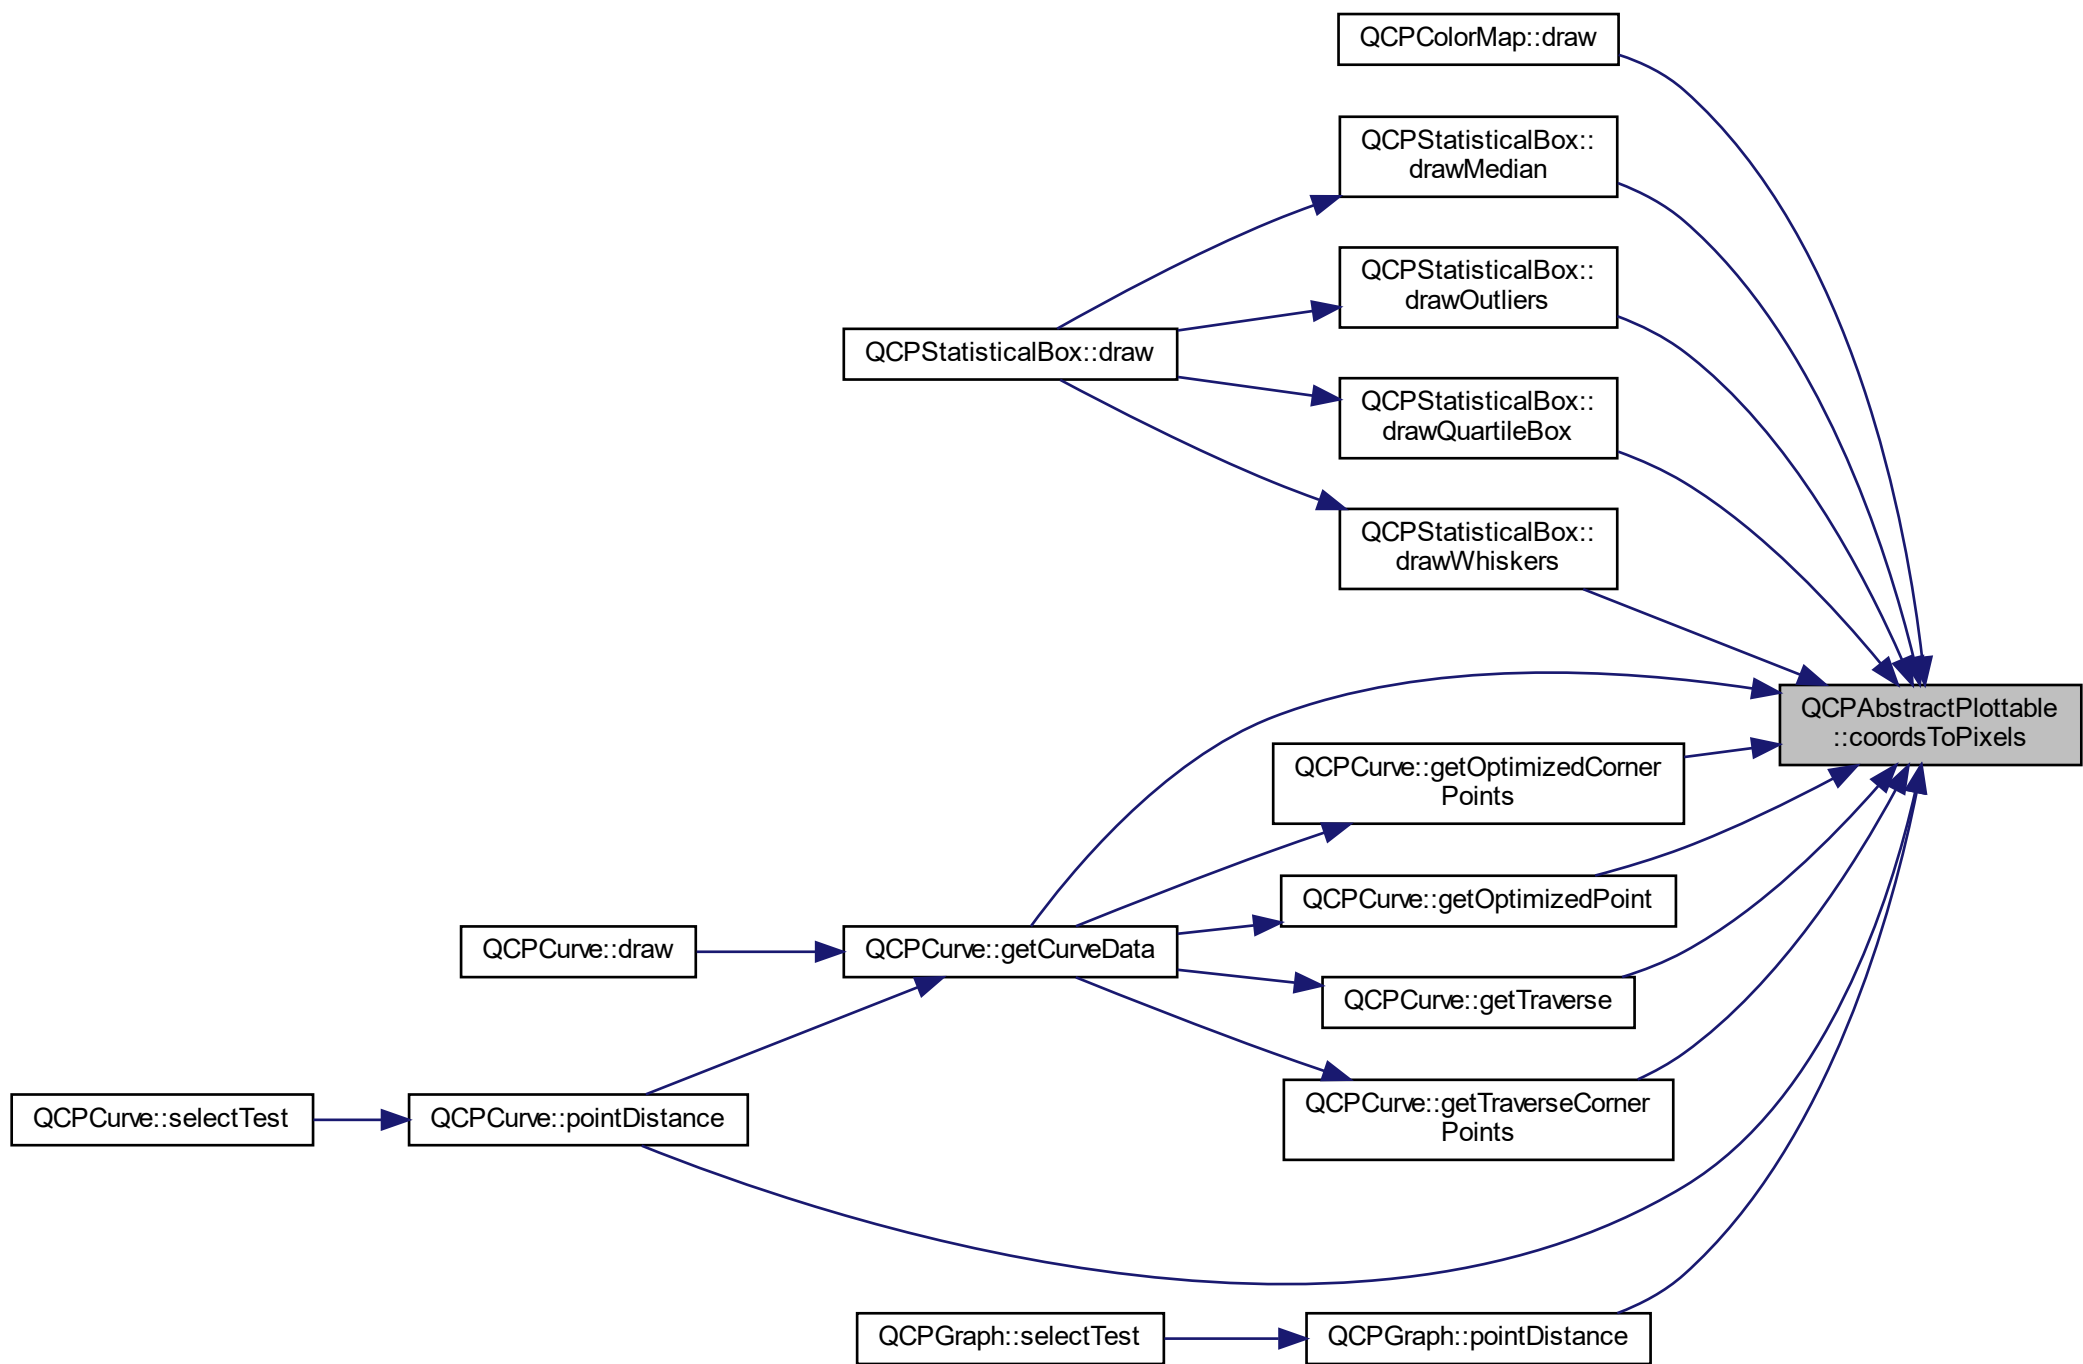 QCPColorMap::draw
QCPStatisticalBox::
drawMedian
QCPStatisticalBox::
drawOutliers
QCPStatisticalBox::draw
QCPStatisticalBox::
drawQuartileBox
QCPStatisticalBox::
drawWhiskers
QCPAbstractPlottable
::coordsToPixels
QCPCurve::getOptimizedCorner
Points
QCPCurve::getOptimizedPoint
QCPCurve::draw
QCPCurve::getCurveData
QCPCurve::getTraverse
QCPCurve::selectTest
QCPCurve::pointDistance
QCPCurve::getTraverseCorner
Points
QCPGraph::selectTest
QCPGraph::pointDistance